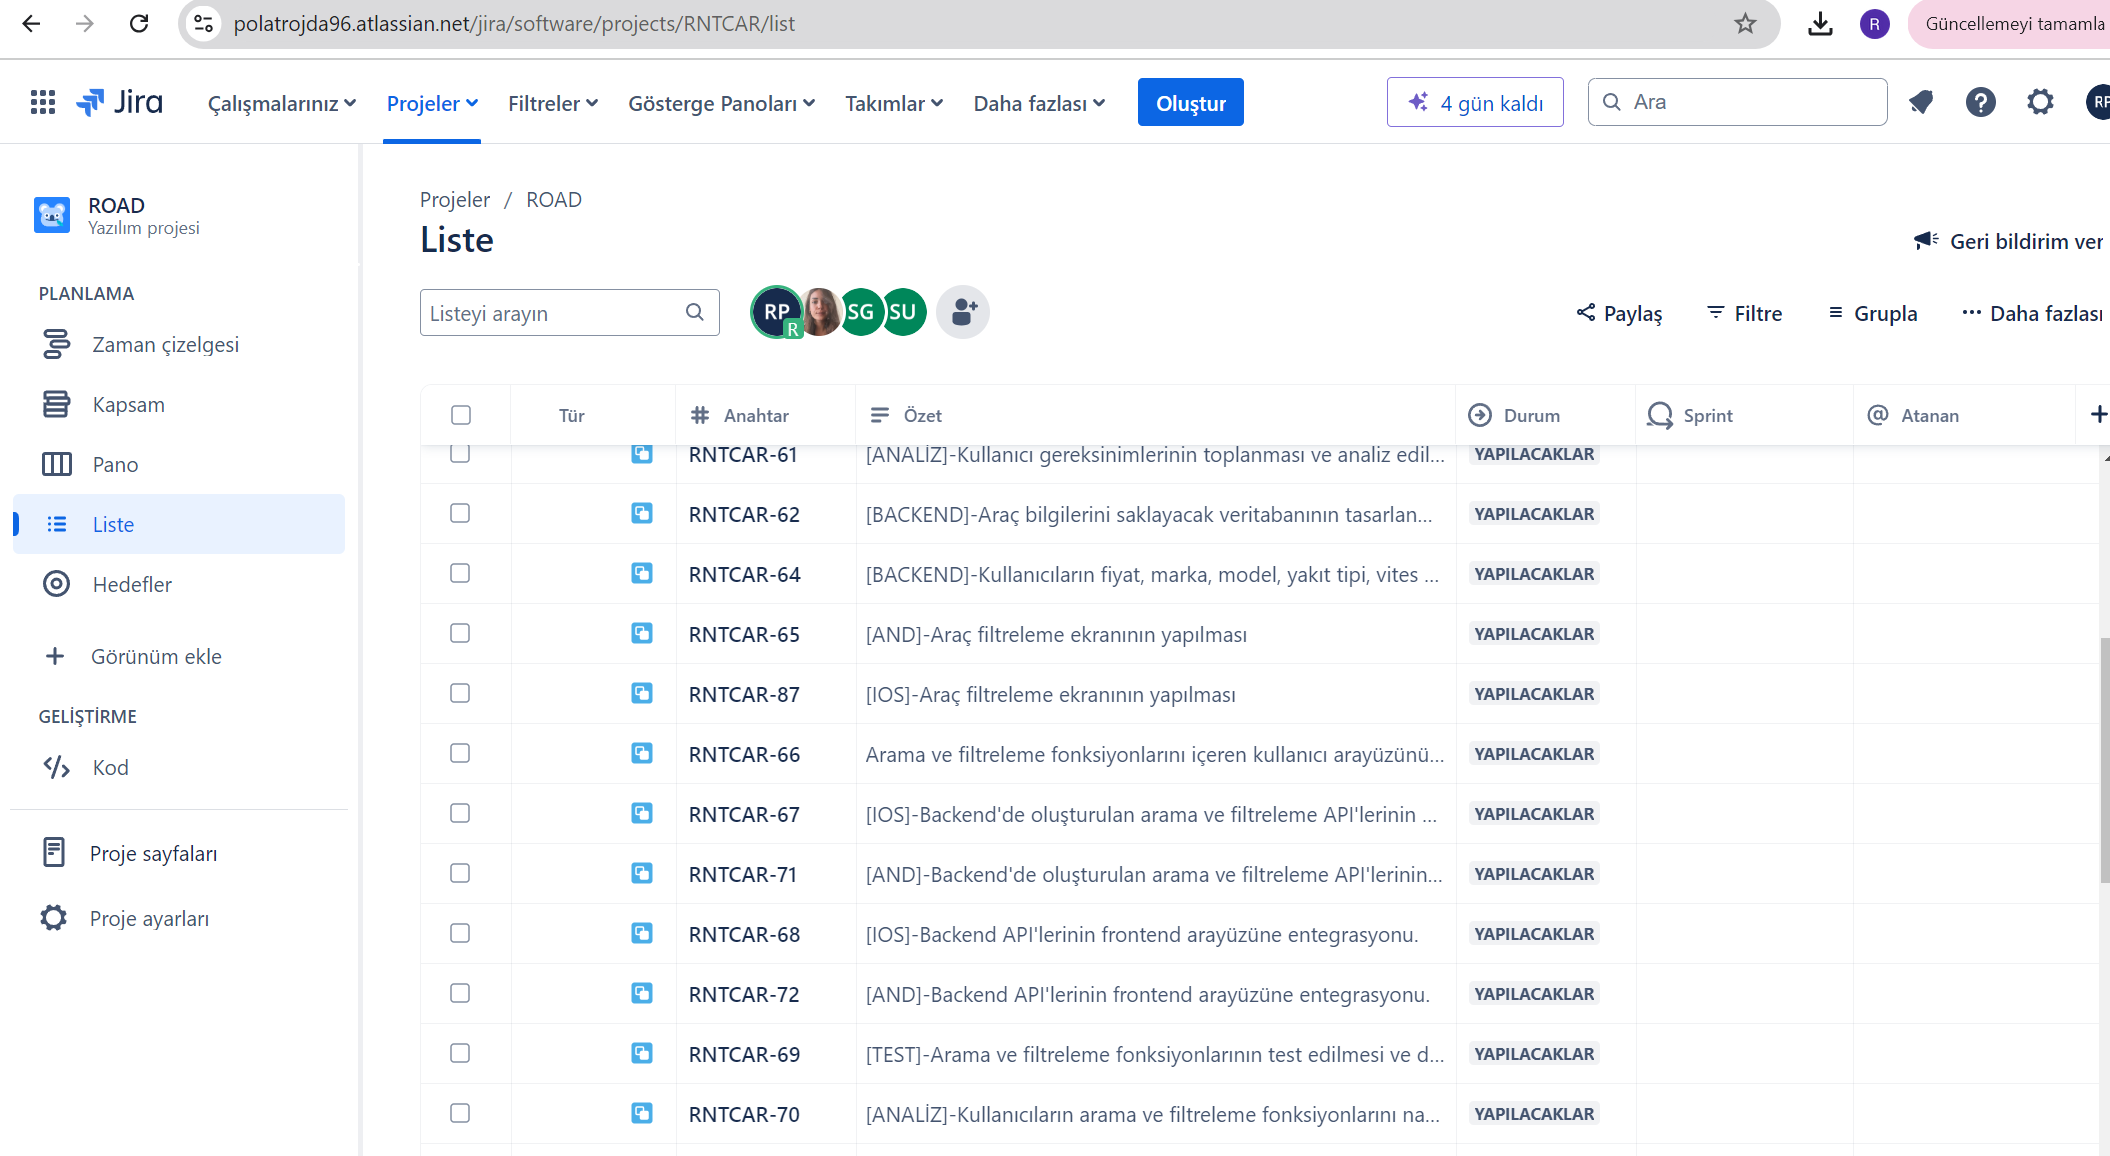 polatrojda96.atlassian.net/jira/software/projects/RNTCAR/list
R
Güncellemeyi tamamla
Jira
Çalışmalarınız
Projeler
Filtreler
Gösterge Panoları
Takımlar
Daha fazlası
Oluştur
4 gün kaldı
Ara
RP
ROAD
Yazılım projesi
PLANLAMA
Zaman çizelgesi
Kapsam
Pano
Liste
Hedefler
Görünüm ekle
GELİŞTİRME
Kod
Proje sayfaları
Proje ayarları
Projeler / ROAD
Liste
Geri bildirim ver
Listeyi arayın
RP R SG SU
Paylaş Filtre Grupla Daha fazlası
Tür Anahtar Özet Durum Sprint Atanan
RNTCAR-61 [ANALİZ]-Kullanıcı gereksinimlerinin toplanması ve analiz edil... YAPILACAKLAR
RNTCAR-62 [BACKEND]-Araç bilgilerini saklayacak veritabanının tasarlan... YAPILACAKLAR
RNTCAR-64 [BACKEND]-Kullanıcıların fiyat, marka, model, yakıt tipi, vites ... YAPILACAKLAR
RNTCAR-65 [AND]-Araç filtreleme ekranının yapılması YAPILACAKLAR
RNTCAR-87 [IOS]-Araç filtreleme ekranının yapılması YAPILACAKLAR
RNTCAR-66 Arama ve filtreleme fonksiyonlarını içeren kullanıcı arayüzünü... YAPILACAKLAR
RNTCAR-67 [IOS]-Backend'de oluşturulan arama ve filtreleme API'lerinin ... YAPILACAKLAR
RNTCAR-71 [AND]-Backend'de oluşturulan arama ve filtreleme API'lerinin... YAPILACAKLAR
RNTCAR-68 [IOS]-Backend API'lerinin frontend arayüzüne entegrasyonu. YAPILACAKLAR
RNTCAR-72 [AND]-Backend API'lerinin frontend arayüzüne entegrasyonu. YAPILACAKLAR
RNTCAR-69 [TEST]-Arama ve filtreleme fonksiyonlarının test edilmesi ve d... YAPILACAKLAR
RNTCAR-70 [ANALİZ]-Kullanıcıların arama ve filtreleme fonksiyonlarını na... YAPILACAKLAR